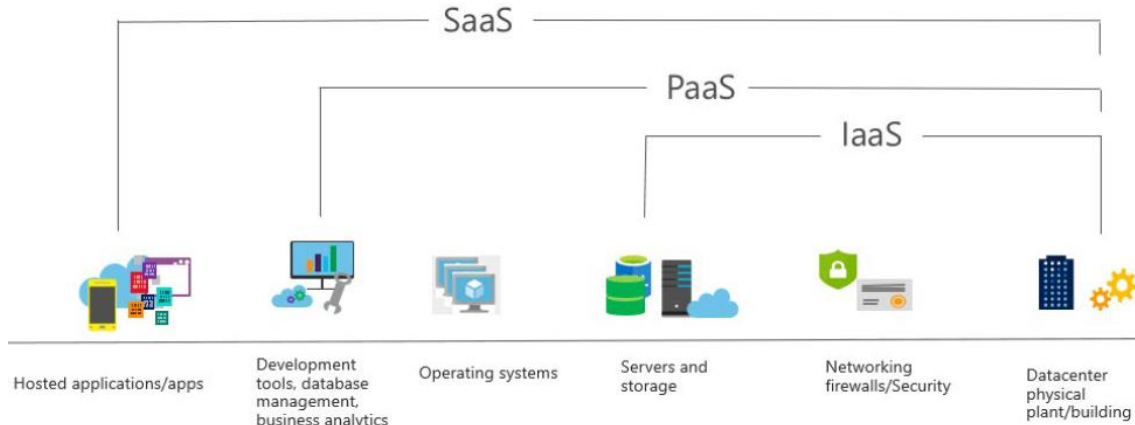 SaaS
PaaS
IaaS
Hosted applications/apps
Development
tools, database
management,
business analytics
Operating systems
Servers and
storage
Networking
firewalls/Security
Datacenter
physical
plant/building